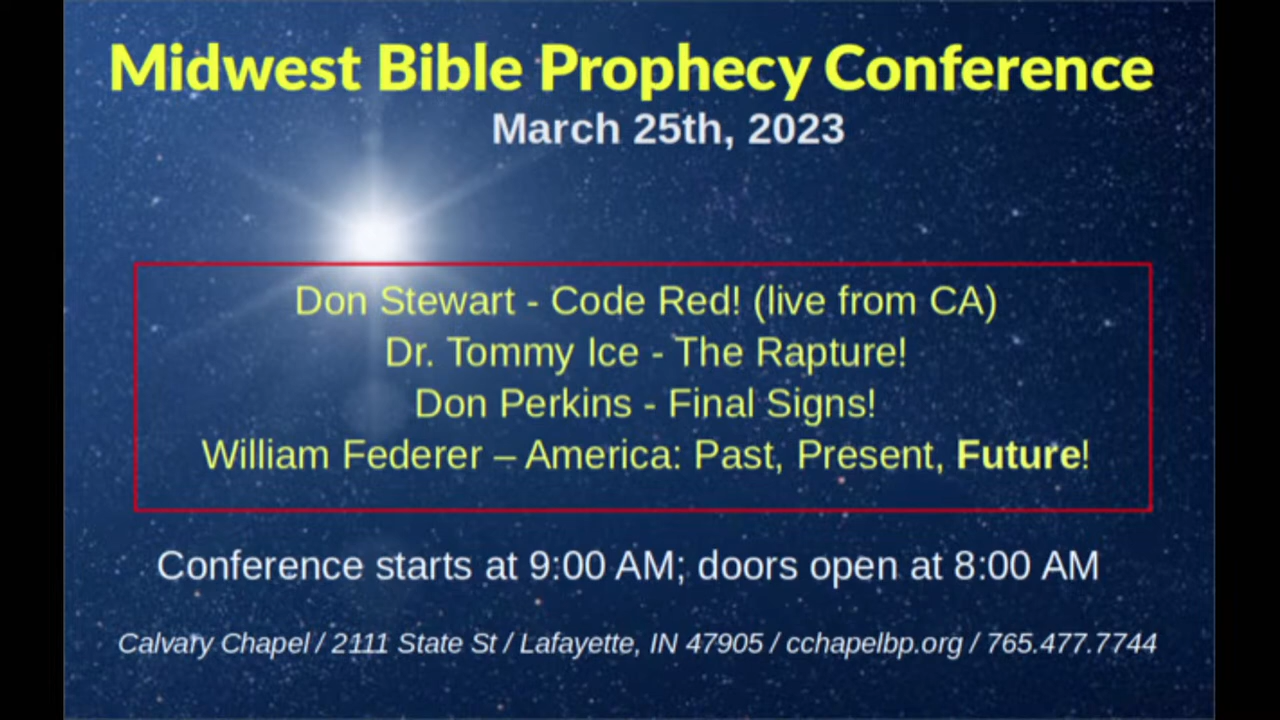 Midwest Bible Prophecy Conference
March 25th, 2023
Don Stewart - Code Red! (live from CA)
Dr. Tommy Ice - The Rapture!
Don Perkins - Final Signs!
William Federer – America: Past, Present, Future!
Conference starts at 9:00 AM; doors open at 8:00 AM
Calvary Chapel / 2111 State St / Lafayette, IN 47905 / cchapelbp.org / 765.477.7744